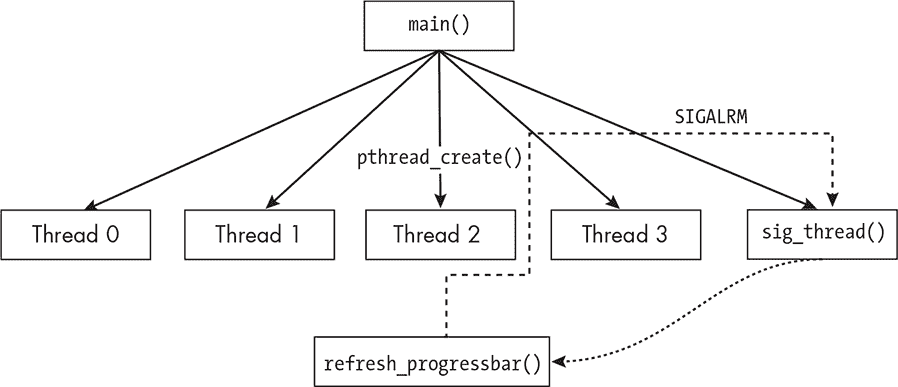 main()
SIGALRM
pthread_create()
Thread 0
Thread 1
Thread 2
Thread 3
sig_thread()
refresh_progressbar()